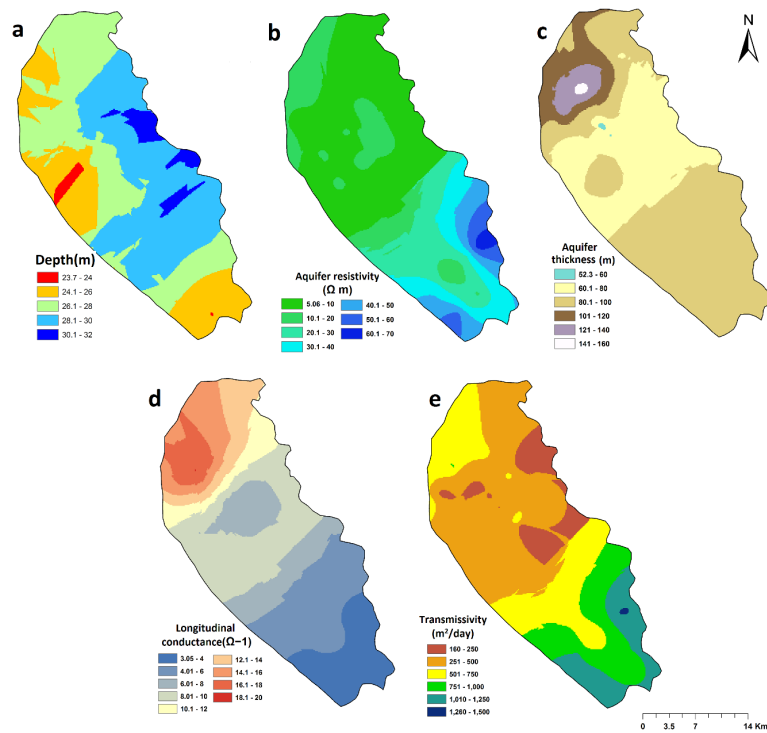 a
b
c
N
Depth(m)
23.7 - 24
24.1 - 26
26.1 - 28
28.1 - 30
30.1 - 32
Aquifer resistivity
(Ω m)
5.06 - 10
10.1 - 20
20.1 - 30
30.1 - 40
40.1 - 50
50.1 - 60
60.1 - 70
Aquifer
thickness (m)
52.3 - 60
60.1 - 80
80.1 - 100
101 - 120
121 - 140
141 - 160
d
e
Longitudinal
conductance(Ω−1)
3.05 - 4
4.01 - 6
6.01 - 8
8.01 - 10
10.1 - 12
12.1 - 14
14.1 - 16
16.1 - 18
18.1 - 20
Transmissivity
(m²/day)
160 - 250
251 - 500
501 - 750
751 - 1,000
1,010 - 1,250
1,260 - 1,500
0 3.5 7 14 Km